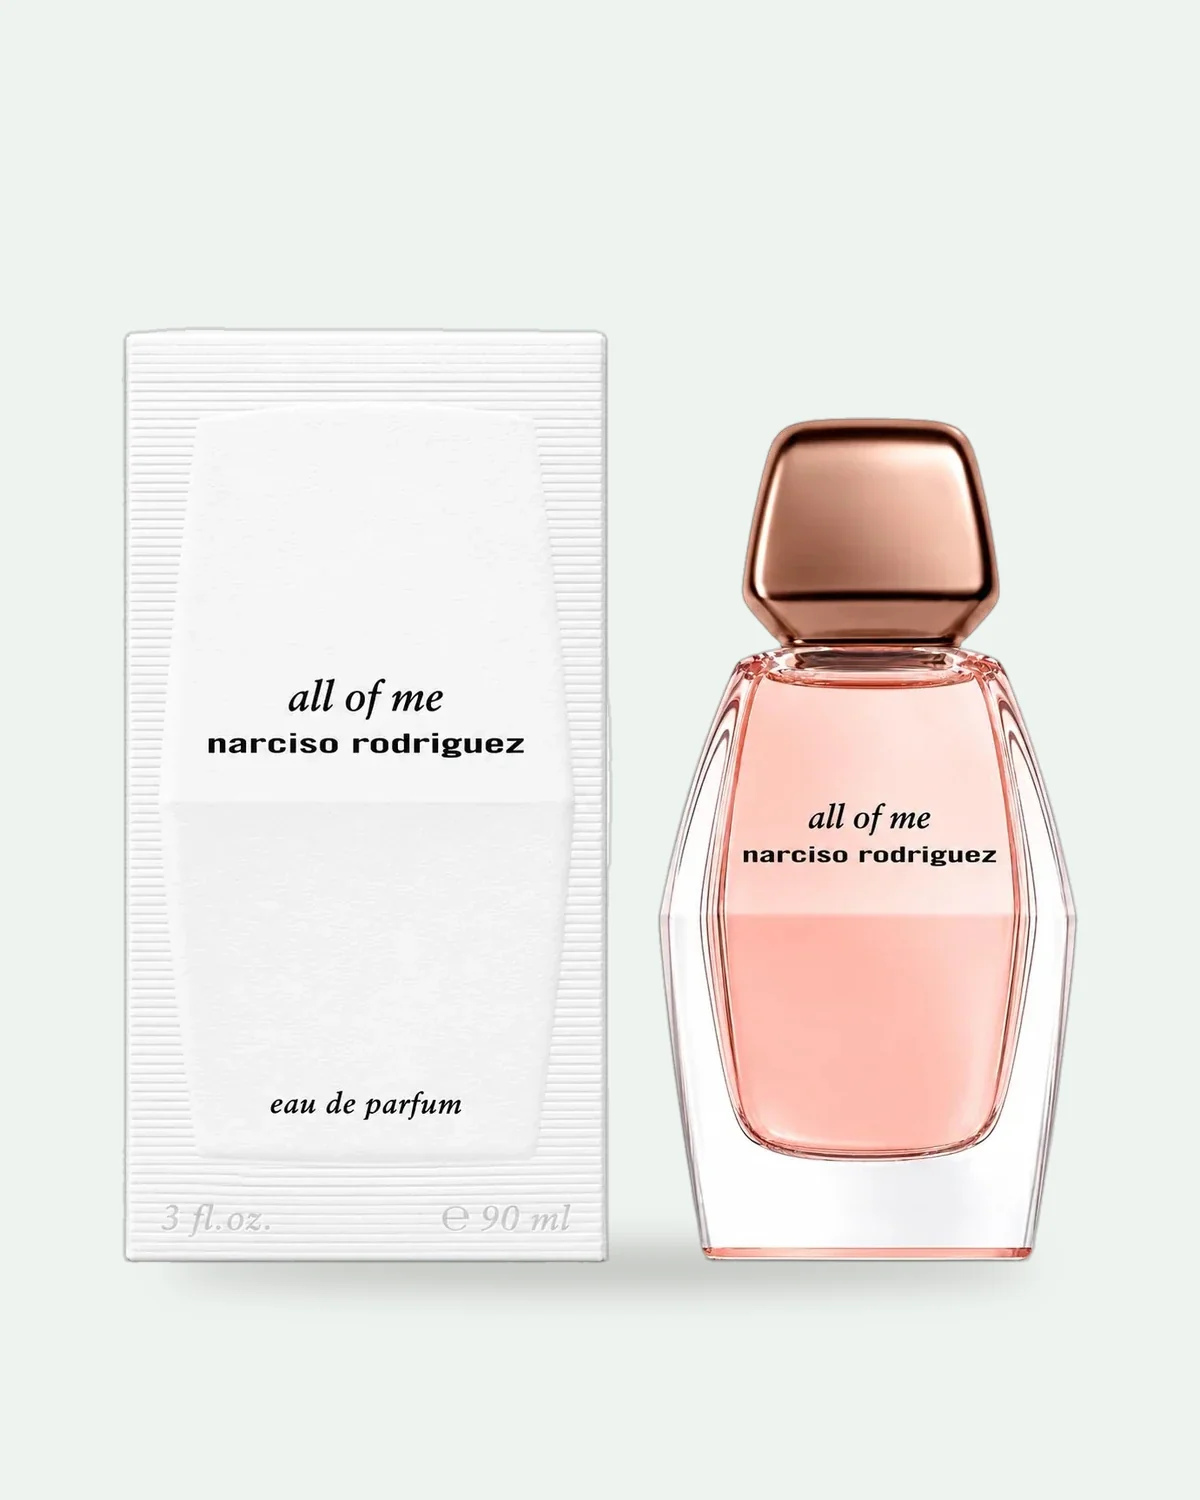 all of me
narciso rodriguez
eau de parfum
3 fl.oz. ℮ 90 ml
all of me
narciso rodriguez